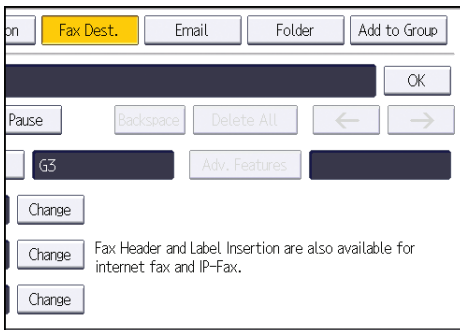 on Fax Dest. Email Folder Add to Group
OK
Pause Backspace Delete All ← →
G3 Adv. Features
Change
Change Fax Header and Label Insertion are also available for
internet fax and IP-Fax.
Change